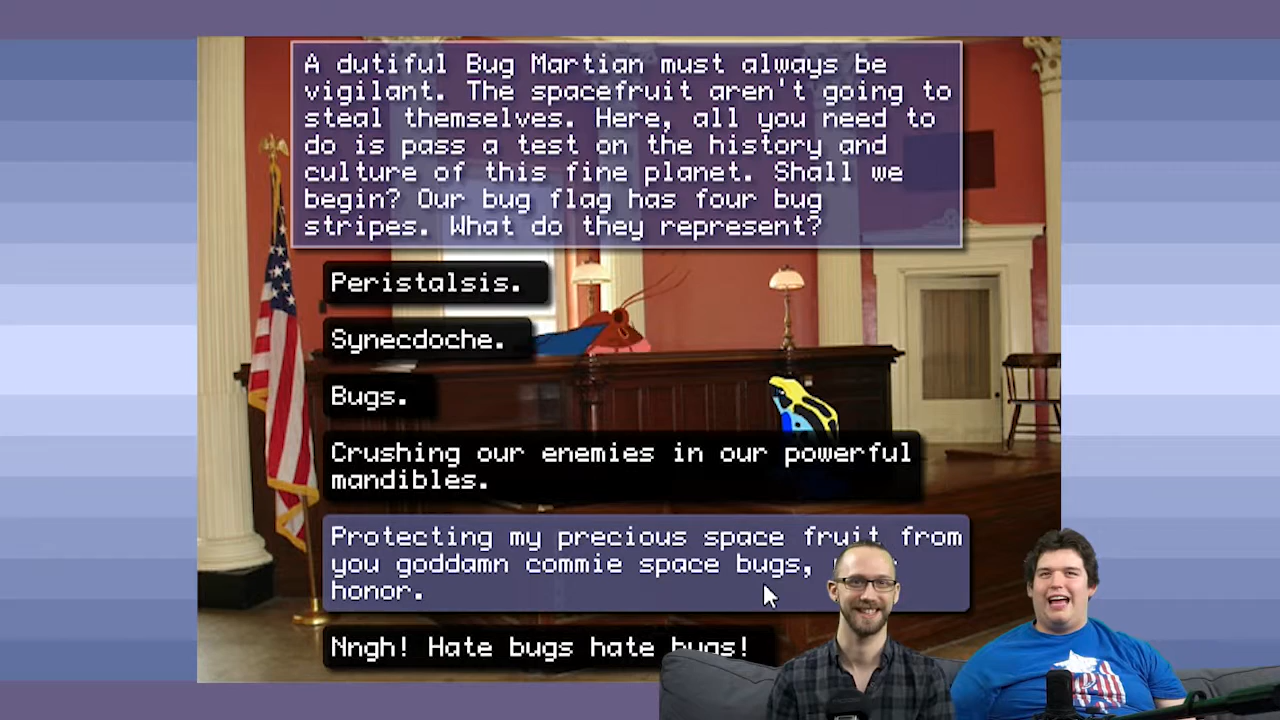 A dutiful Bug Martian must always be
vigilant. The spacefruit aren't going to
steal themselves. Here, all you need to
do is pass a test on the history and
culture of this fine planet. Shall we
begin? Our bug flag has four bug
stripes. What do they represent?
Peristalsis.
Synecdoche.
Bugs.
Crushing our enemies in our powerful
mandibles.
Protecting my precious space fruit from
you goddamn commie space bugs,
honor.
Nngh! Hate bugs hate bugs!